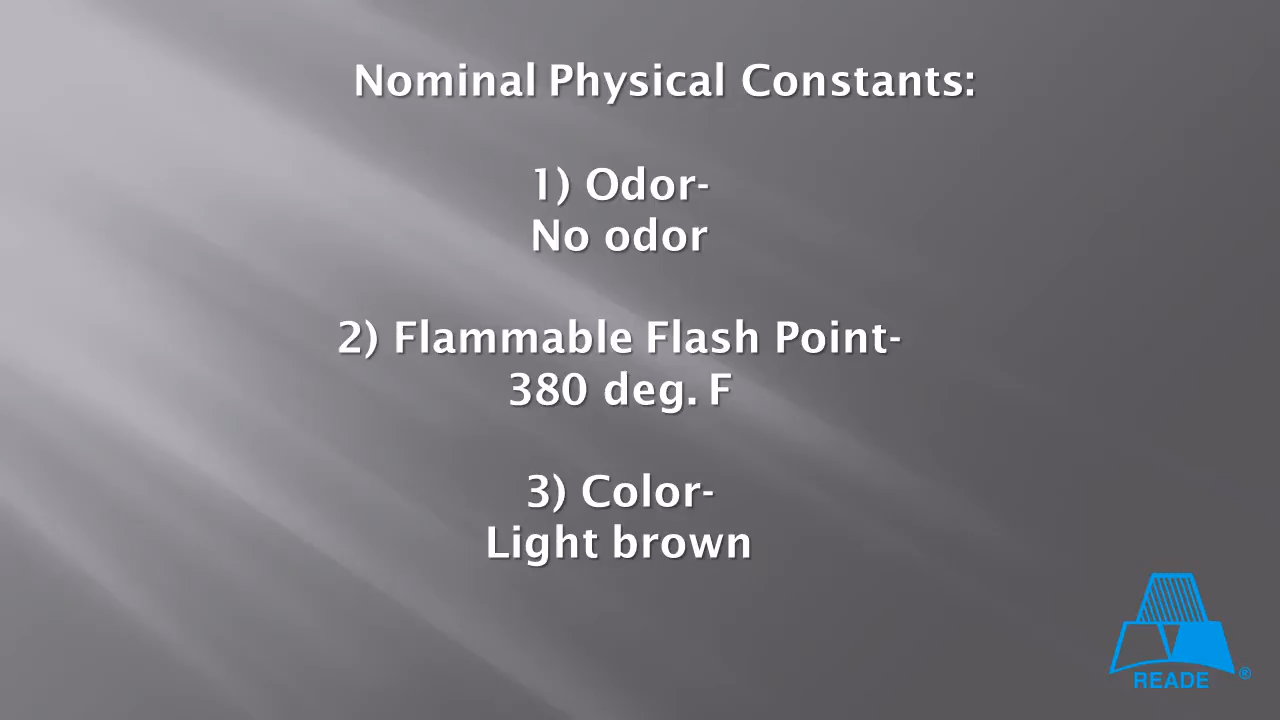 Nominal Physical Constants:
1) Odor-
No odor
2) Flammable Flash Point-
380 deg. F
3) Color-
Light brown
READE ®